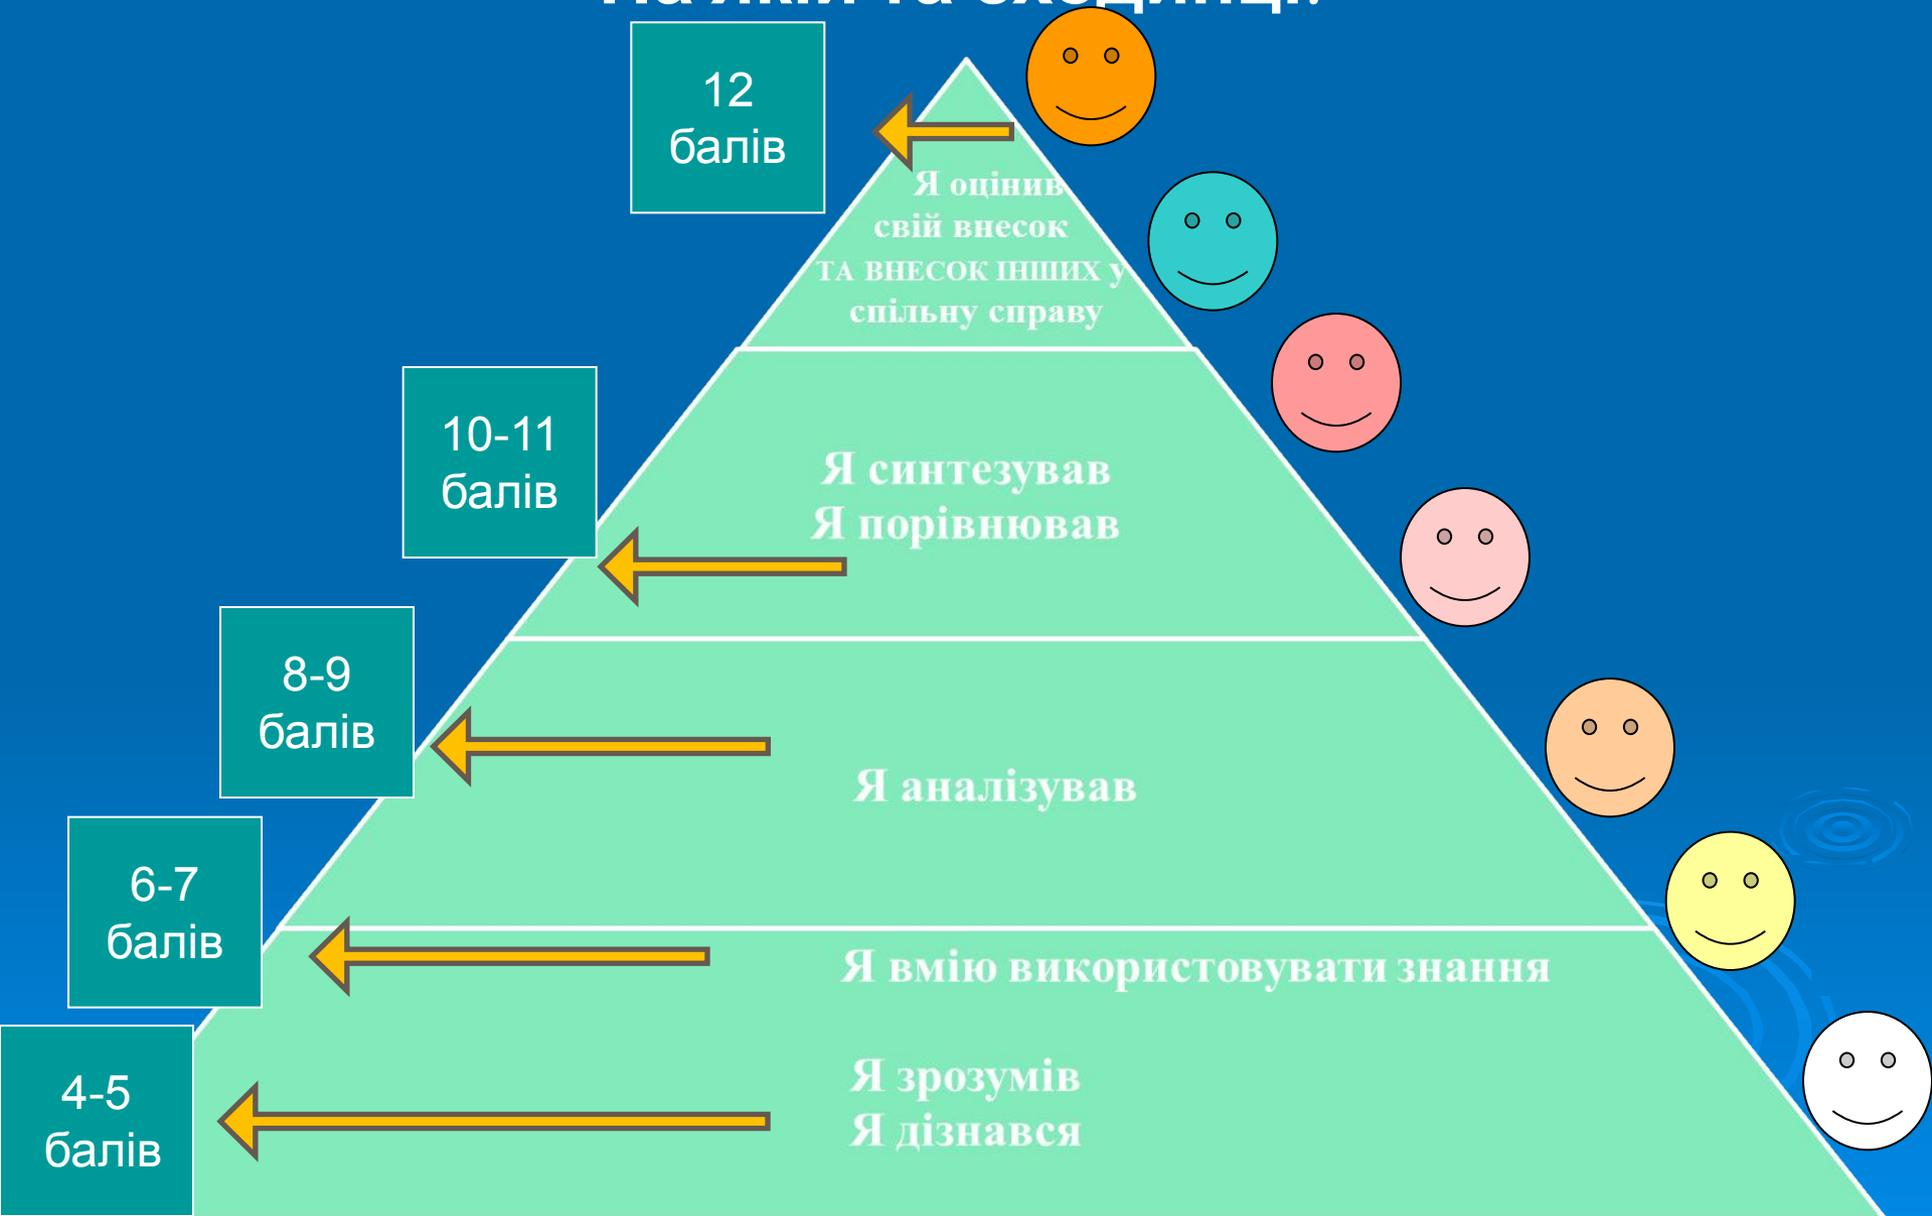 12
балів
Я оцінив
свій внесок
ТА ВНЕСОК ІНШИХ У
спільну справу
10-11
балів
Я синтезував
Я порівнював
8-9
балів
Я аналізував
6-7
балів
Я вмію використовувати знання
4-5
балів
Я зрозумів
Я дізнався